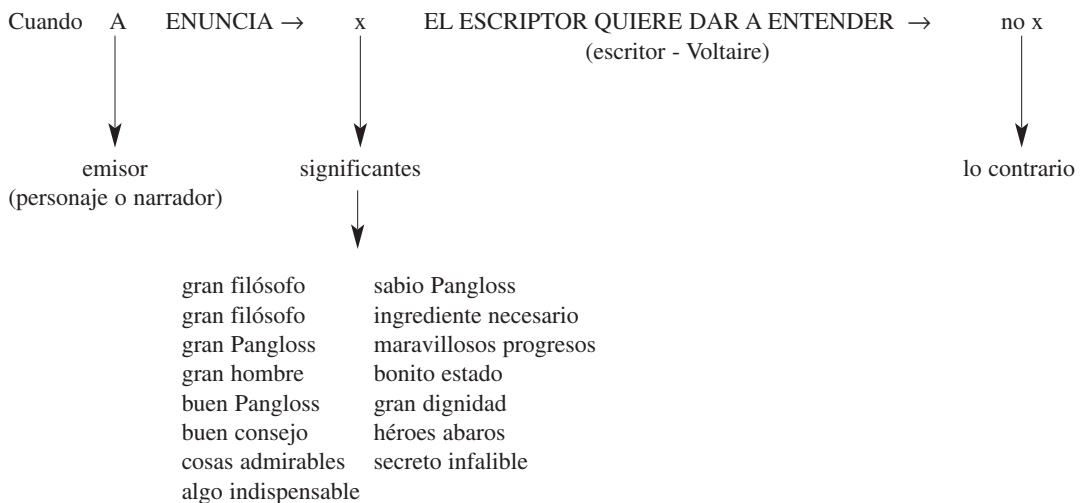 Cuando A ENUNCIA → x EL ESCRIPTOR QUIERE DAR A ENTENDER → no x
(escritor - Voltaire)
emisor significantes lo contrario
(personaje o narrador)
gran filósofo sabio Pangloss
gran filósofo ingrediente necesario
gran Pangloss maravillosos progresos
gran hombre bonito estado
buen Pangloss gran dignidad
buen consejo héroes abaros
cosas admirables secreto infalible
algo indispensable